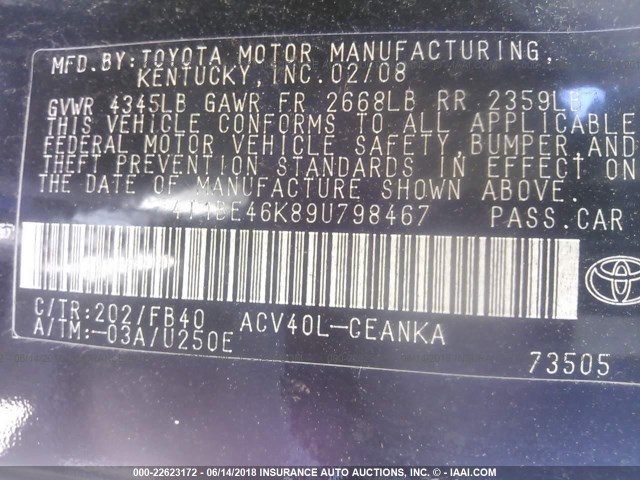 MFD.BY:TOYOTA MOTOR MANUFACTURING,
KENTUCKY,INC.02/08
GVWR 4345LB GAWR FR 2668LB RR 2359LB
THIS VEHICLE CONFORMS TO ALL APPLICABLE
FEDERAL MOTOR VEHICLE SAFETY,BUMPER AND
THEFT PREVENTION STANDARDS IN EFFECT ON
THE DATE OF MANUFACTURE SHOWN ABOVE.
4T1BE46K89U798467 PASS.CAR
C/TR:202/FB40 ACV40L-CEANKA
A/TM:-03A/U250E
73505
000-22623172 - 06/14/2018 - INSURANCE AUTO AUCTIONS, INC. - IAAI.COM